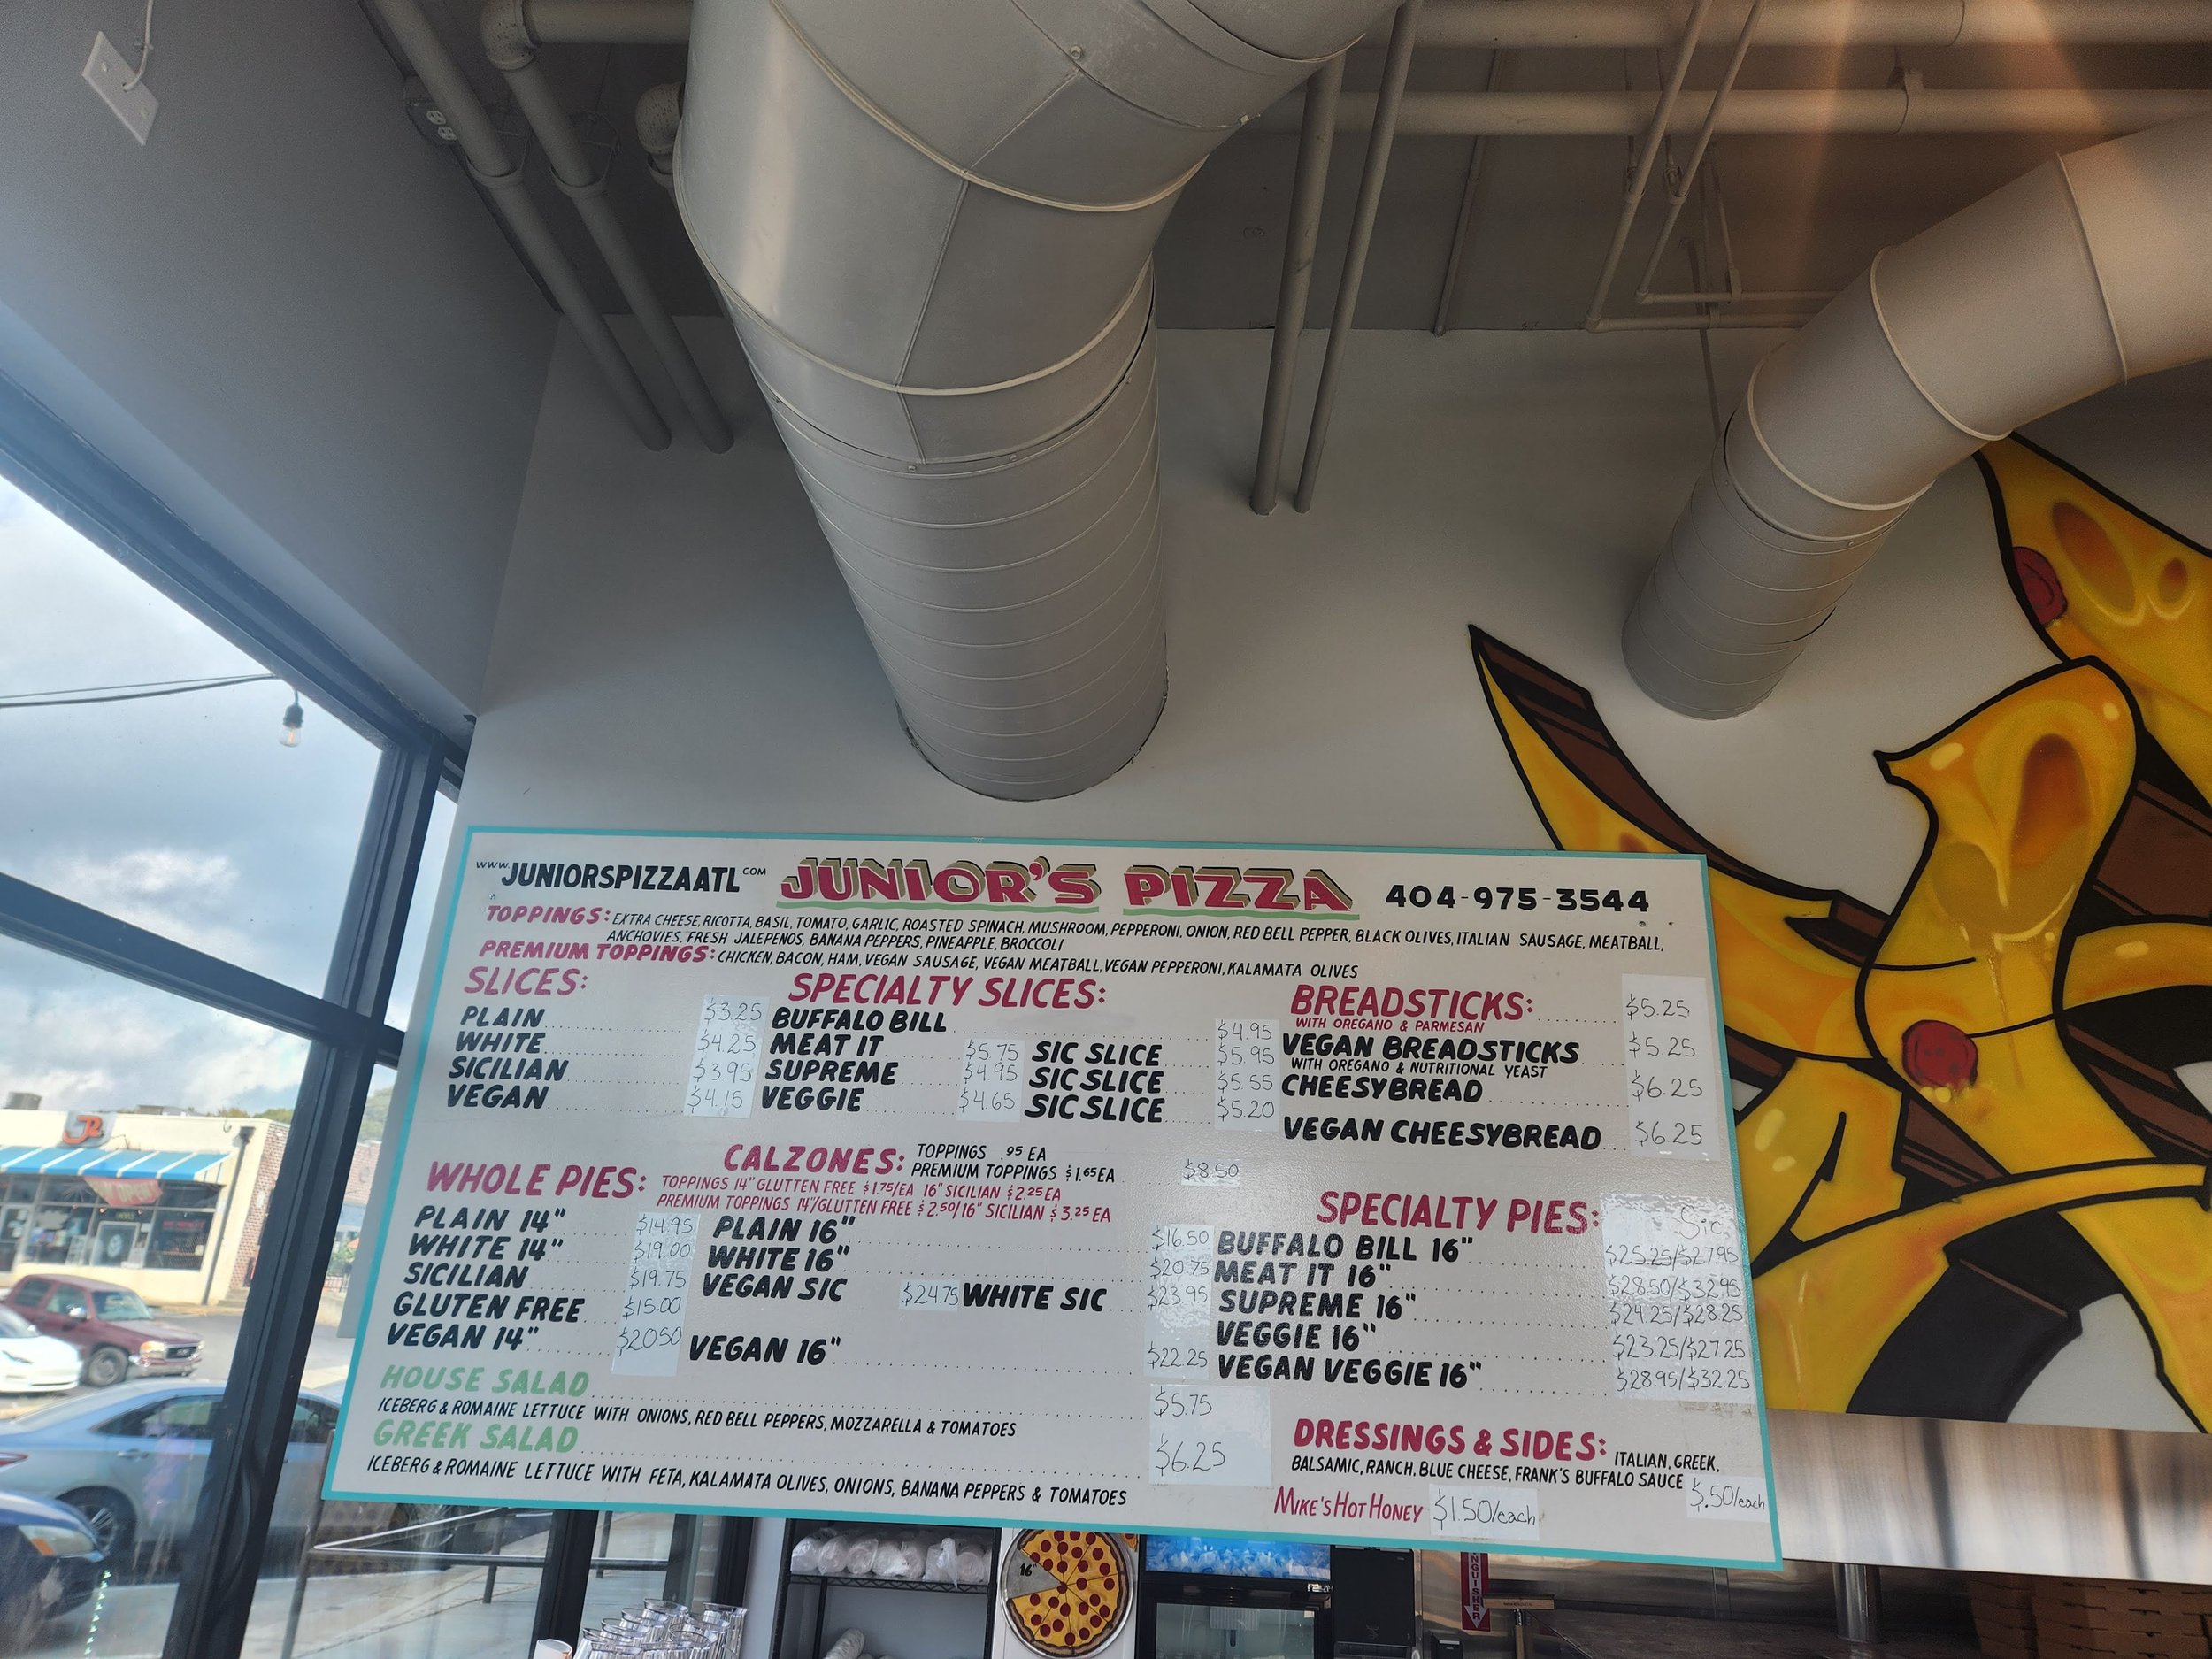 www.JUNIORSPIZZAATL.COM JUNIOR'S PIZZA 404-975-3544
TOPPINGS: EXTRA CHEESE, RICOTTA, BASIL, TOMATO, GARLIC, ROASTED SPINACH, MUSHROOM, PEPPERONI, ONION, RED BELL PEPPER, BLACK OLIVES, ITALIAN SAUSAGE, MEATBALL,
ANCHOVIES, FRESH JALEPENOS, BANANA PEPPERS, PINEAPPLE, BROCCOLI
PREMIUM TOPPINGS: CHICKEN, BACON, HAM, VEGAN SAUSAGE, VEGAN MEATBALL, VEGAN PEPPERONI, KALAMATA OLIVES
SLICES:
PLAIN $3.25
WHITE $4.25
SICILIAN $3.95
VEGAN $4.15
SPECIALTY SLICES:
BUFFALO BILL $4.95
MEAT IT $5.75 SIC SLICE $5.95
SUPREME $4.95 SIC SLICE $5.55
VEGGIE $4.65 SIC SLICE $5.20
BREADSTICKS: $5.25
WITH OREGANO & PARMESAN
VEGAN BREADSTICKS $5.25
WITH OREGANO & NUTRITIONAL YEAST
CHEESYBREAD $6.25
VEGAN CHEESYBREAD $6.25
CALZONES: TOPPINGS .95 EA
PREMIUM TOPPINGS $1.65 EA $8.50
WHOLE PIES: TOPPINGS 14" GLUTTEN FREE $1.75/EA 16" SICILIAN $2.25 EA
PREMIUM TOPPINGS 14"/GLUTTEN FREE $2.50/16" SICILIAN $3.25 EA
PLAIN 14" $14.95 PLAIN 16" $16.50
WHITE 14" $19.00 WHITE 16" $20.75
SICILIAN $19.75 VEGAN SIC $24.75 WHITE SIC $23.95
GLUTEN FREE $15.00
VEGAN 14" $20.50 VEGAN 16" $22.25
SPECIALTY PIES: Sic.
BUFFALO BILL 16" $25.25/$27.95
MEAT IT 16" $28.50/$32.95
SUPREME 16" $24.25/$28.25
VEGGIE 16" $23.25/$27.25
VEGAN VEGGIE 16" $28.95/$32.25
HOUSE SALAD $5.75
ICEBERG & ROMAINE LETTUCE WITH ONIONS, RED BELL PEPPERS, MOZZARELLA & TOMATOES
GREEK SALAD $6.25
ICEBERG & ROMAINE LETTUCE WITH FETA, KALAMATA OLIVES, ONIONS, BANANA PEPPERS & TOMATOES
DRESSINGS & SIDES: ITALIAN, GREEK,
BALSAMIC, RANCH, BLUE CHEESE, FRANK'S BUFFALO SAUCE $.50/each
MIKE'S HOT HONEY $1.50/each
16"